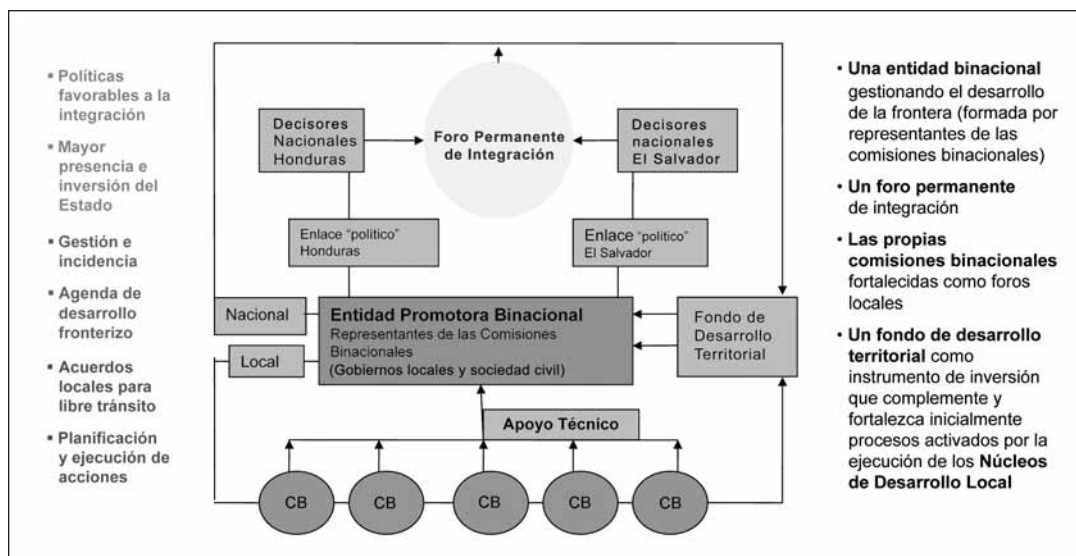 ▪ Políticas
favorables a la
integración
▪ Mayor
presencia e
inversión del
Estado
▪ Gestión e
incidencia
▪ Agenda de
desarrollo
fronterizo
▪ Acuerdos
locales para
libre tránsito
▪ Planificación
y ejecución de
acciones
Decisores
Nacionales
Honduras
Foro Permanente
de Integración
Decisores
nacionales
El Salvador
Enlace “político”
Honduras
Enlace “político”
El Salvador
Nacional
Local
Entidad Promotora Binacional
Representantes de las Comisiones
Binacionales
(Gobiernos locales y sociedad civil)
Fondo de
Desarrollo
Territorial
Apoyo Técnico
CB
CB
CB
CB
CB
• Una entidad binacional
gestionando el desarrollo
de la frontera (formada por
representantes de las
comisiones binacionales)
• Un foro permanente
de integración
• Las propias
comisiones binacionales
fortalecidas como foros
locales
• Un fondo de desarrollo
territorial como
instrumento de inversión
que complemente y
fortalezca inicialmente
procesos activados por la
ejecución de los Núcleos
de Desarrollo Local